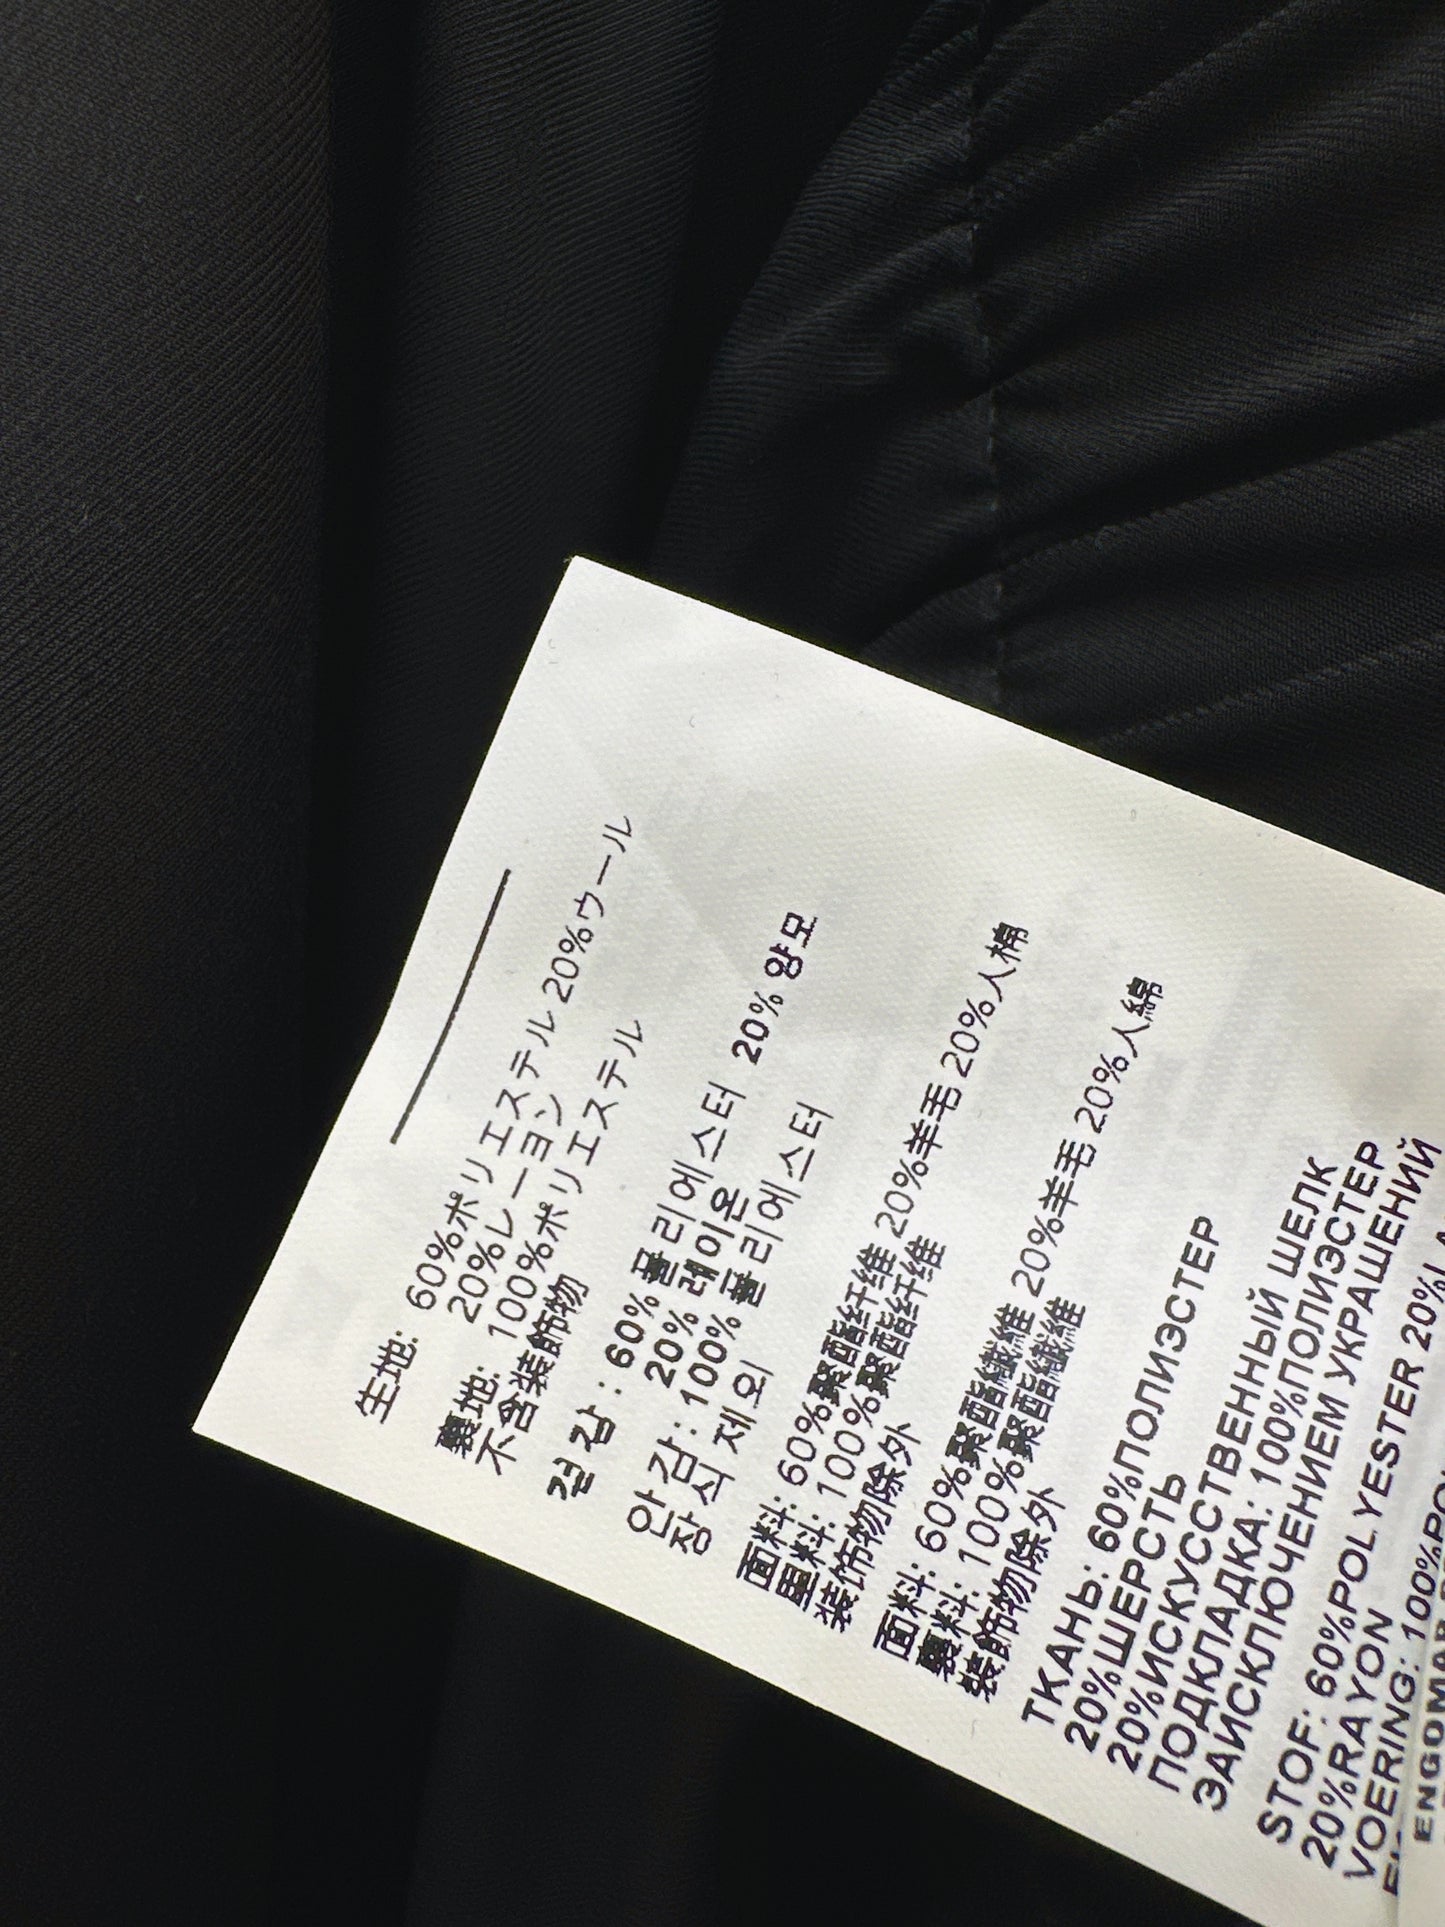 生地: 60%ポリエステル 20%ウール
20%レーヨン
裏地: 100%ポリエステル
不含装飾物
겉감: 60% 폴리에스터 20% 양모
20% 레이온
안감: 100% 폴리에스터
장식 제외
面料: 60%聚酯纤维 20%羊毛 20%人棉
里料: 100%聚酯纤维
装饰物除外
面料: 60%聚酯纖維 20%羊毛 20%人綿
裏料: 100%聚酯纖維
裝飾物除外
ТКАНЬ: 60%ПОЛИЭСТЕР
20%ШЕРСТЬ
20%ИСКУССТВЕННЫЙ ШЕЛК
ПОДКЛАДКА: 100%ПОЛИЭСТЕР
ЗАИСКЛЮЧЕНИЕМ УКРАШЕНИЙ
STOF: 60%POLYESTER 20%
20%RAYON
VOERING: 100%